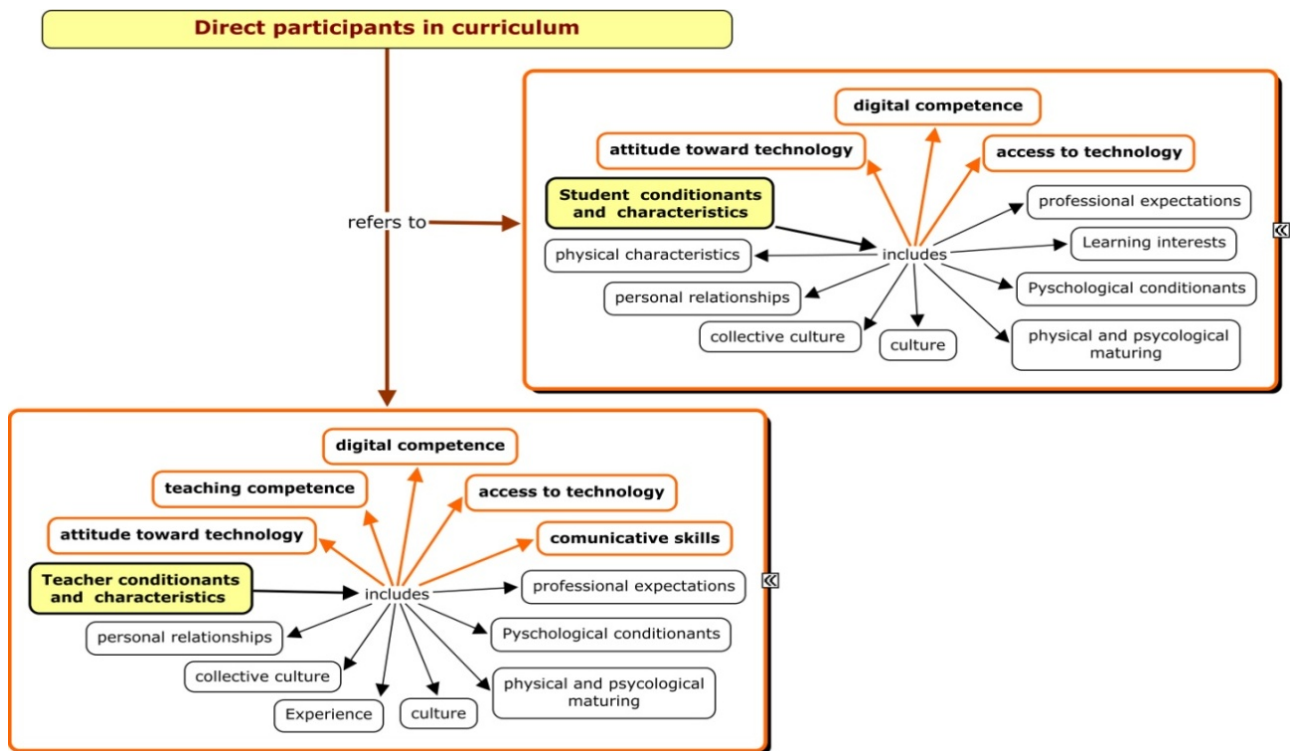 Direct participants in curriculum
refers to
digital competence
attitude toward technology
access to technology
Student conditionants
and characteristics
professional expectations
Learning interests
includes
physical characteristics
Pyschological conditionants
personal relationships
collective culture
culture
physical and psycological
maturing
digital competence
teaching competence
access to technology
attitude toward technology
comunicative skills
Teacher conditionants
and characteristics
includes
professional expectations
personal relationships
Pyschological conditionants
collective culture
physical and psycological
maturing
Experience
culture